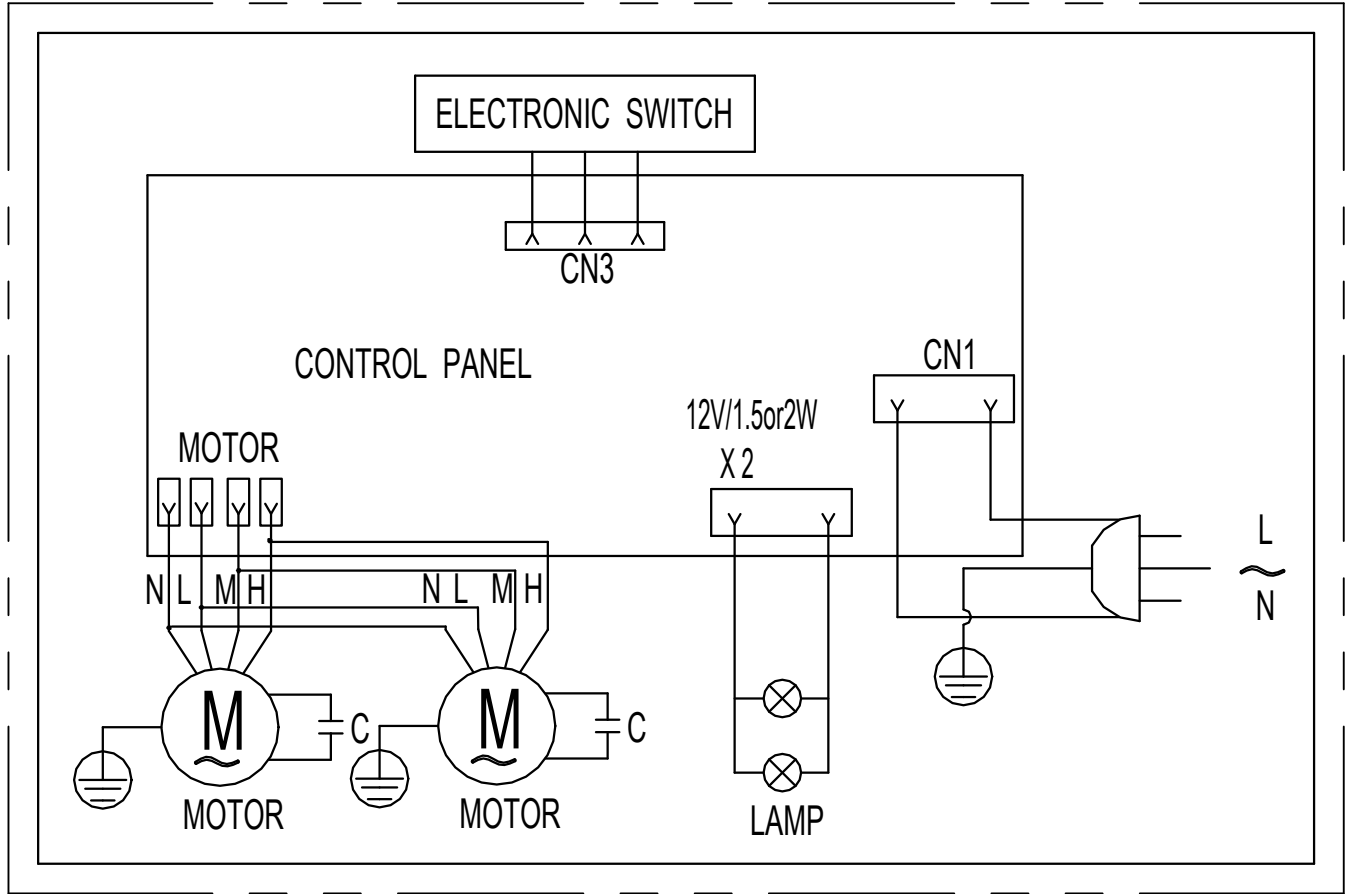 ELECTRONIC SWITCH
CN3
CONTROL PANEL
CN1
12V/1.5or2W
X 2
MOTOR
L
N
N L M H
N L M H
M
C
M
C
MOTOR
MOTOR
LAMP